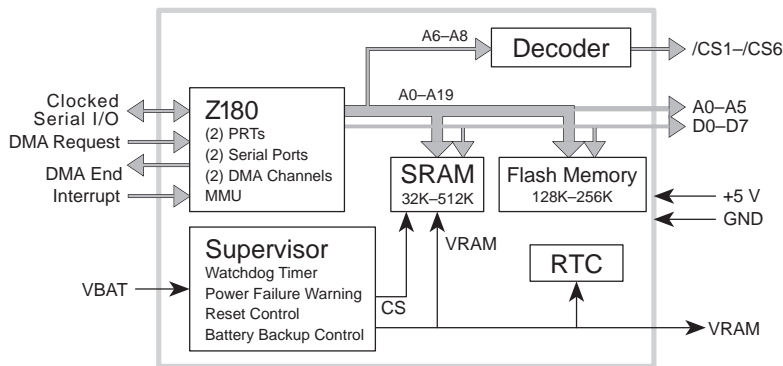 A6–A8
Decoder
/CS1–/CS6
Clocked
Serial I/O
DMA Request
DMA End
Interrupt
Z180
(2) PRTs
(2) Serial Ports
(2) DMA Channels
MMU
A0–A19
A0–A5
D0–D7
SRAM
32K–512K
Flash Memory
128K–256K
+5 V
GND
VBAT
Supervisor
Watchdog Timer
Power Failure Warning
Reset Control
Battery Backup Control
CS
VRAM
RTC
VRAM